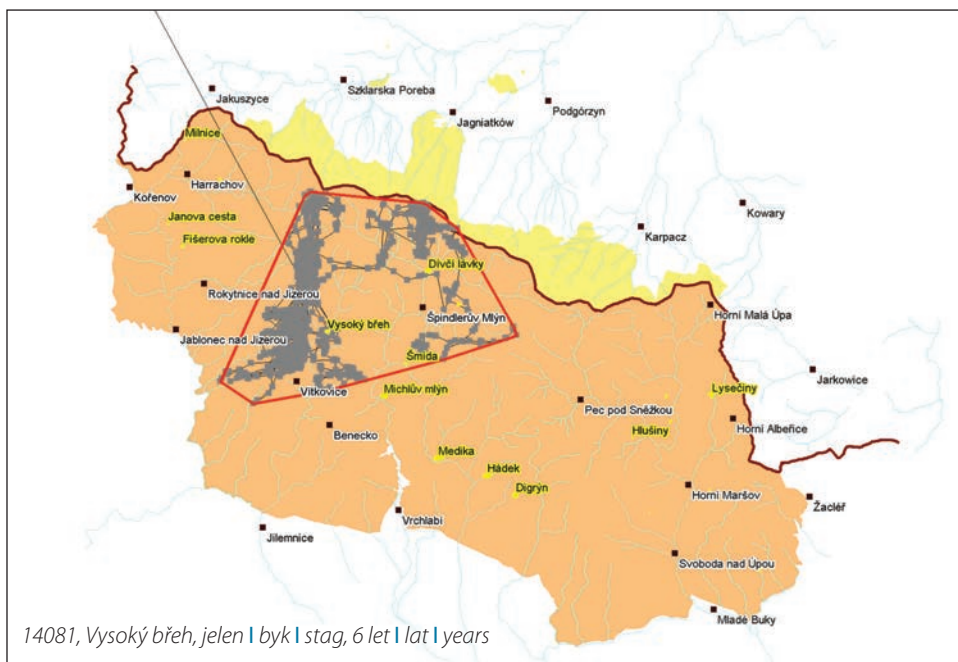 Szklarska Poreba
Jakuszyce
Podgórzyn
Jagniatków
Milnice
Harrachov
Kořenov
Kowary
Janova cesta
Karpacz
Fišerova rokle
Dívčí lávky
Rokytnice nad Jizerou
Špindlerův Mlýn
Horní Malá Úpa
Vysoký břeh
Jablonec nad Jizerou
Šmída
Jarkowice
Vítkovice
Michlův mlýn
Lysečiny
Pec pod Sněžkou
Horní Albeřice
Benecko
Hlušiny
Medika
Hádek
Horní Maršov
Digrýn
Žacléř
Vrchlabí
Jilemnice
Svoboda nad Úpou
Mladé Buky
14081, Vysoký břeh, jelen I byk I stag, 6 let I lat I years